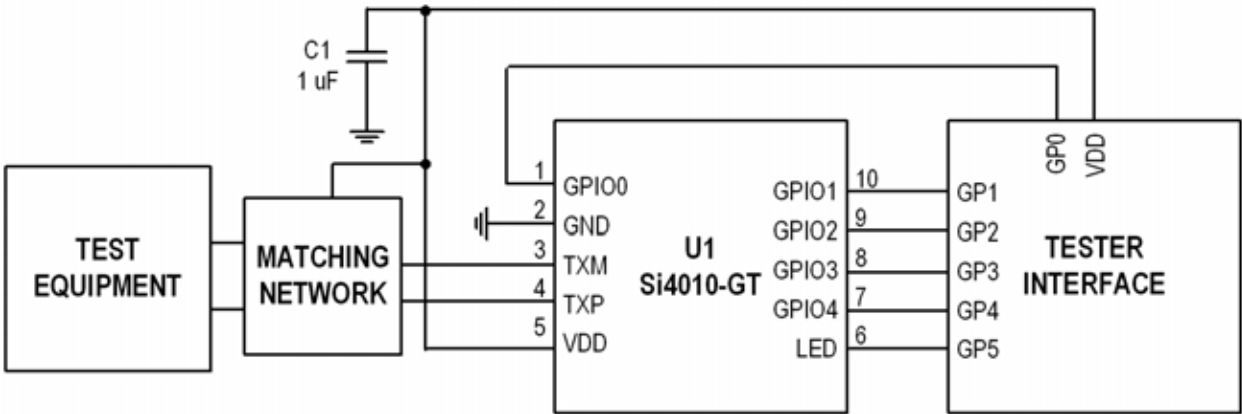 C1
1 uF
TEST
EQUIPMENT
MATCHING
NETWORK
1
2
3
4
5
GPIO0
GND
TXM
TXP
VDD
U1
Si4010-GT
GPIO1
GPIO2
GPIO3
GPIO4
LED
10
9
8
7
6
GP0
VDD
GP1
GP2
GP3
GP4
GP5
TESTER
INTERFACE